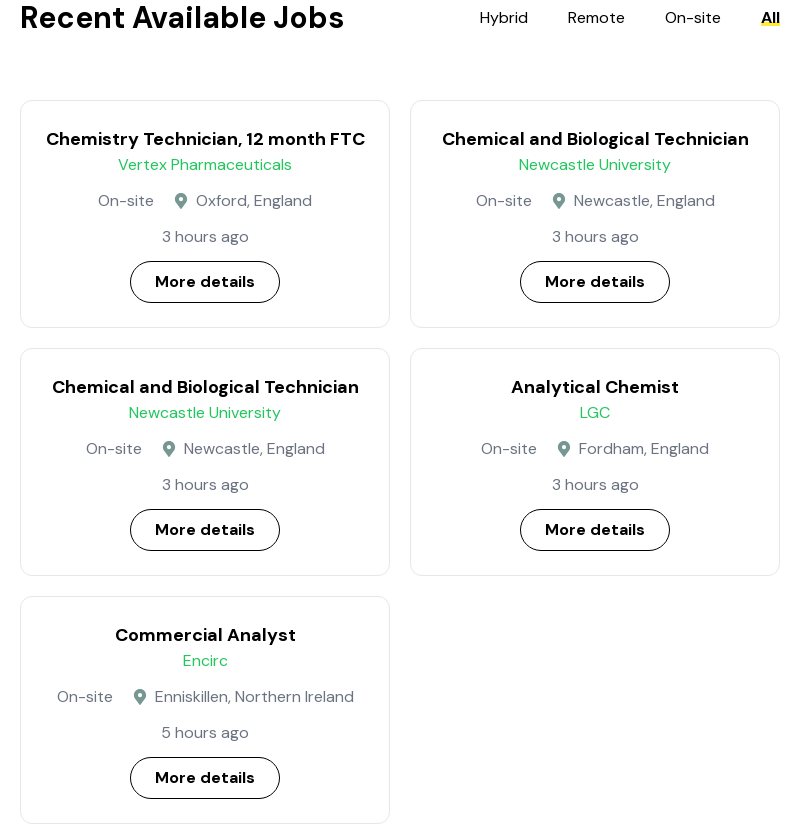 Recent Available Jobs
Hybrid Remote On-site All
Chemistry Technician, 12 month FTC
Vertex Pharmaceuticals
On-site Oxford, England
3 hours ago
More details
Chemical and Biological Technician
Newcastle University
On-site Newcastle, England
3 hours ago
More details
Chemical and Biological Technician
Newcastle University
On-site Newcastle, England
3 hours ago
More details
Analytical Chemist
LGC
On-site Fordham, England
3 hours ago
More details
Commercial Analyst
Encirc
On-site Enniskillen, Northern Ireland
5 hours ago
More details